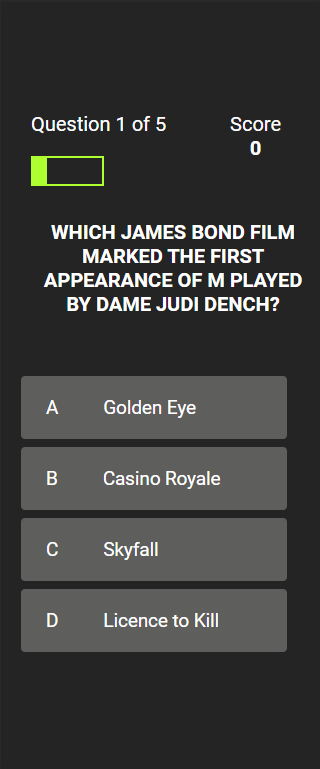 Question 1 of 5
Score
0
WHICH JAMES BOND FILM
MARKED THE FIRST
APPEARANCE OF M PLAYED
BY DAME JUDI DENCH?
A Golden Eye
B Casino Royale
C Skyfall
D Licence to Kill